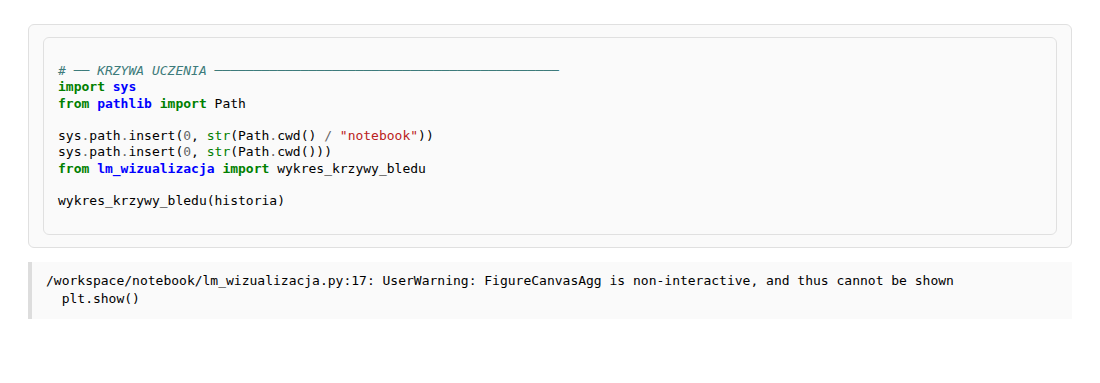 # ── KRZYWA UCZENIA ────────────────────────────────────────────
import sys
from pathlib import Path
sys.path.insert(0, str(Path.cwd() / "notebook"))
sys.path.insert(0, str(Path.cwd()))
from lm_wizualizacja import wykres_krzywy_bledu
wykres_krzywy_bledu(historia)
/workspace/notebook/lm_wizualizacja.py:17: UserWarning: FigureCanvasAgg is non-interactive, and thus cannot be shown
  plt.show()